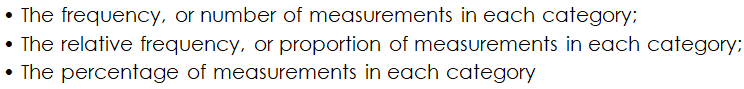 • The frequency, or number of measurements in each category;
• The relative frequency, or proportion of measurements in each category;
• The percentage of measurements in each category